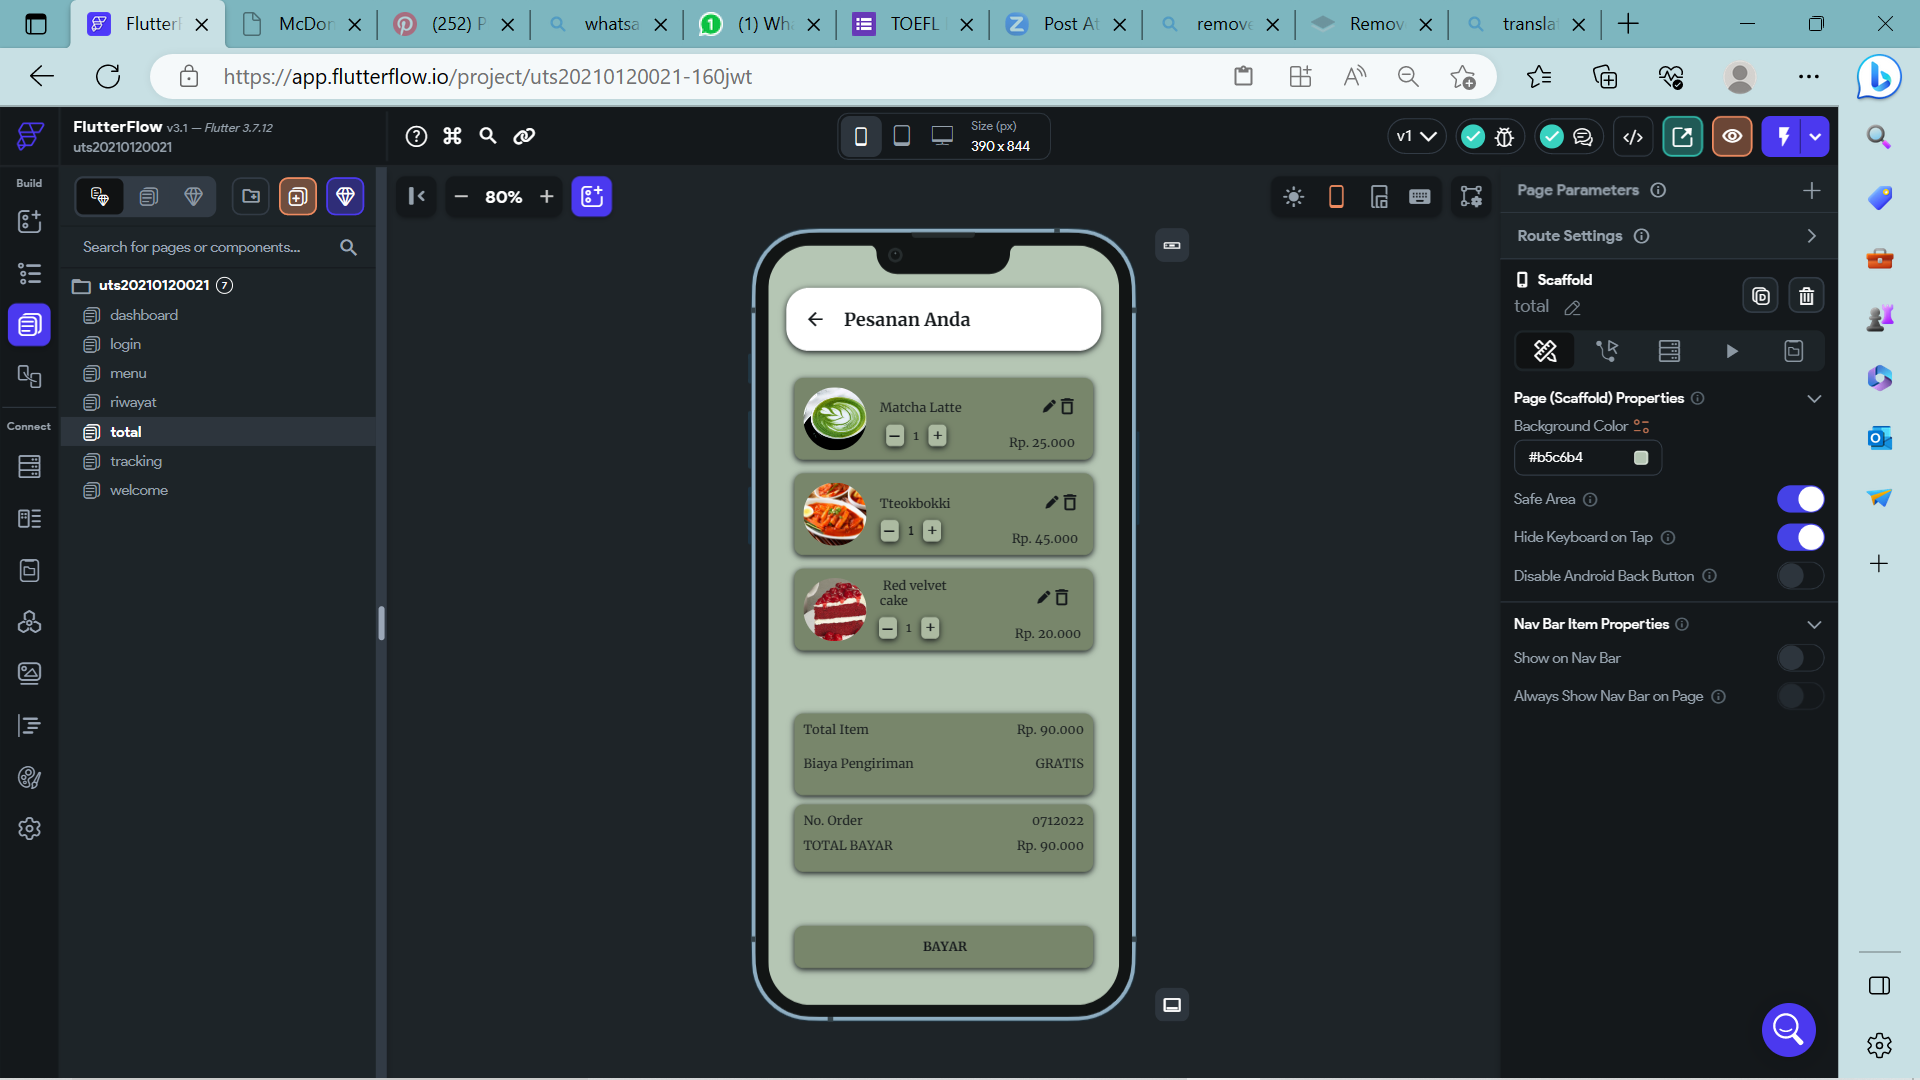 FlutterF
McDon
(252) P
whatsa
(1) Wha
TOEFL
Post At
remove
Remov
transla
https://app.flutterflow.io/project/uts20210120021-160jwt
FlutterFlow v3.1 — Flutter 3.7.12
uts20210120021
Size (px)
390 x 844
v1
Build
Connect
80%
Search for pages or components...
uts20210120021 7
dashboard
login
menu
riwayat
total
tracking
welcome
Pesanan Anda
Matcha Latte
1
Rp. 25.000
Tteokbokki
1
Rp. 45.000
Red velvet
cake
1
Rp. 20.000
Total Item Rp. 90.000
Biaya Pengiriman GRATIS
No. Order 0712022
TOTAL BAYAR Rp. 90.000
BAYAR
Page Parameters
Route Settings
Scaffold
total
Page (Scaffold) Properties
Background Color
#b5c6b4
Safe Area
Hide Keyboard on Tap
Disable Android Back Button
Nav Bar Item Properties
Show on Nav Bar
Always Show Nav Bar on Page